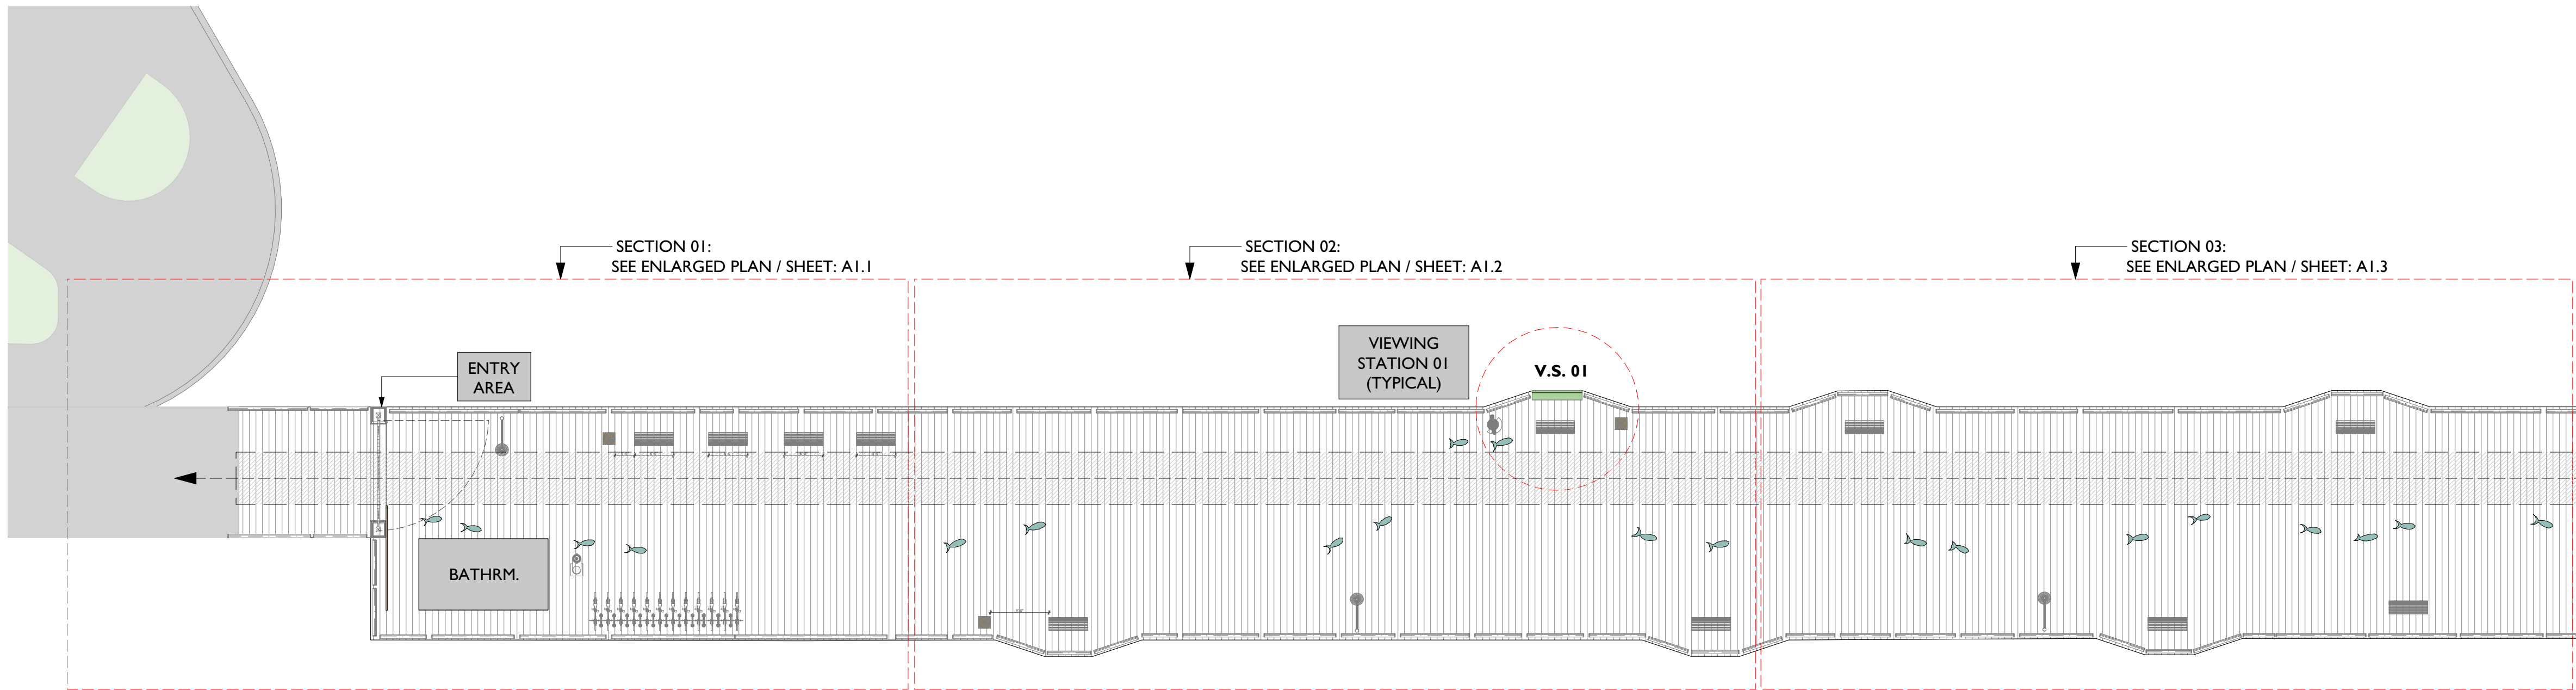 SECTION 01:
SEE ENLARGED PLAN / SHEET: A1.1
SECTION 02:
SEE ENLARGED PLAN / SHEET: A1.2
SECTION 03:
SEE ENLARGED PLAN / SHEET: A1.3
ENTRY
AREA
VIEWING
STATION 01
(TYPICAL)
V.S. 01
BATHRM.